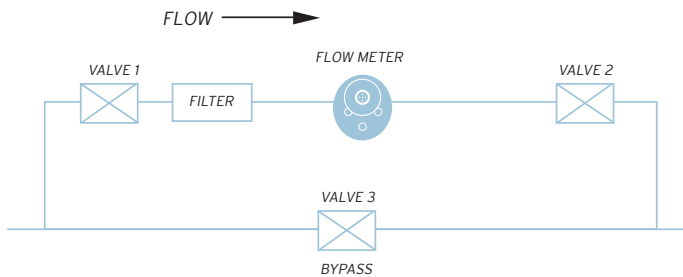 FLOW
FLOW METER
VALVE 1
VALVE 2
FILTER
VALVE 3
BYPASS